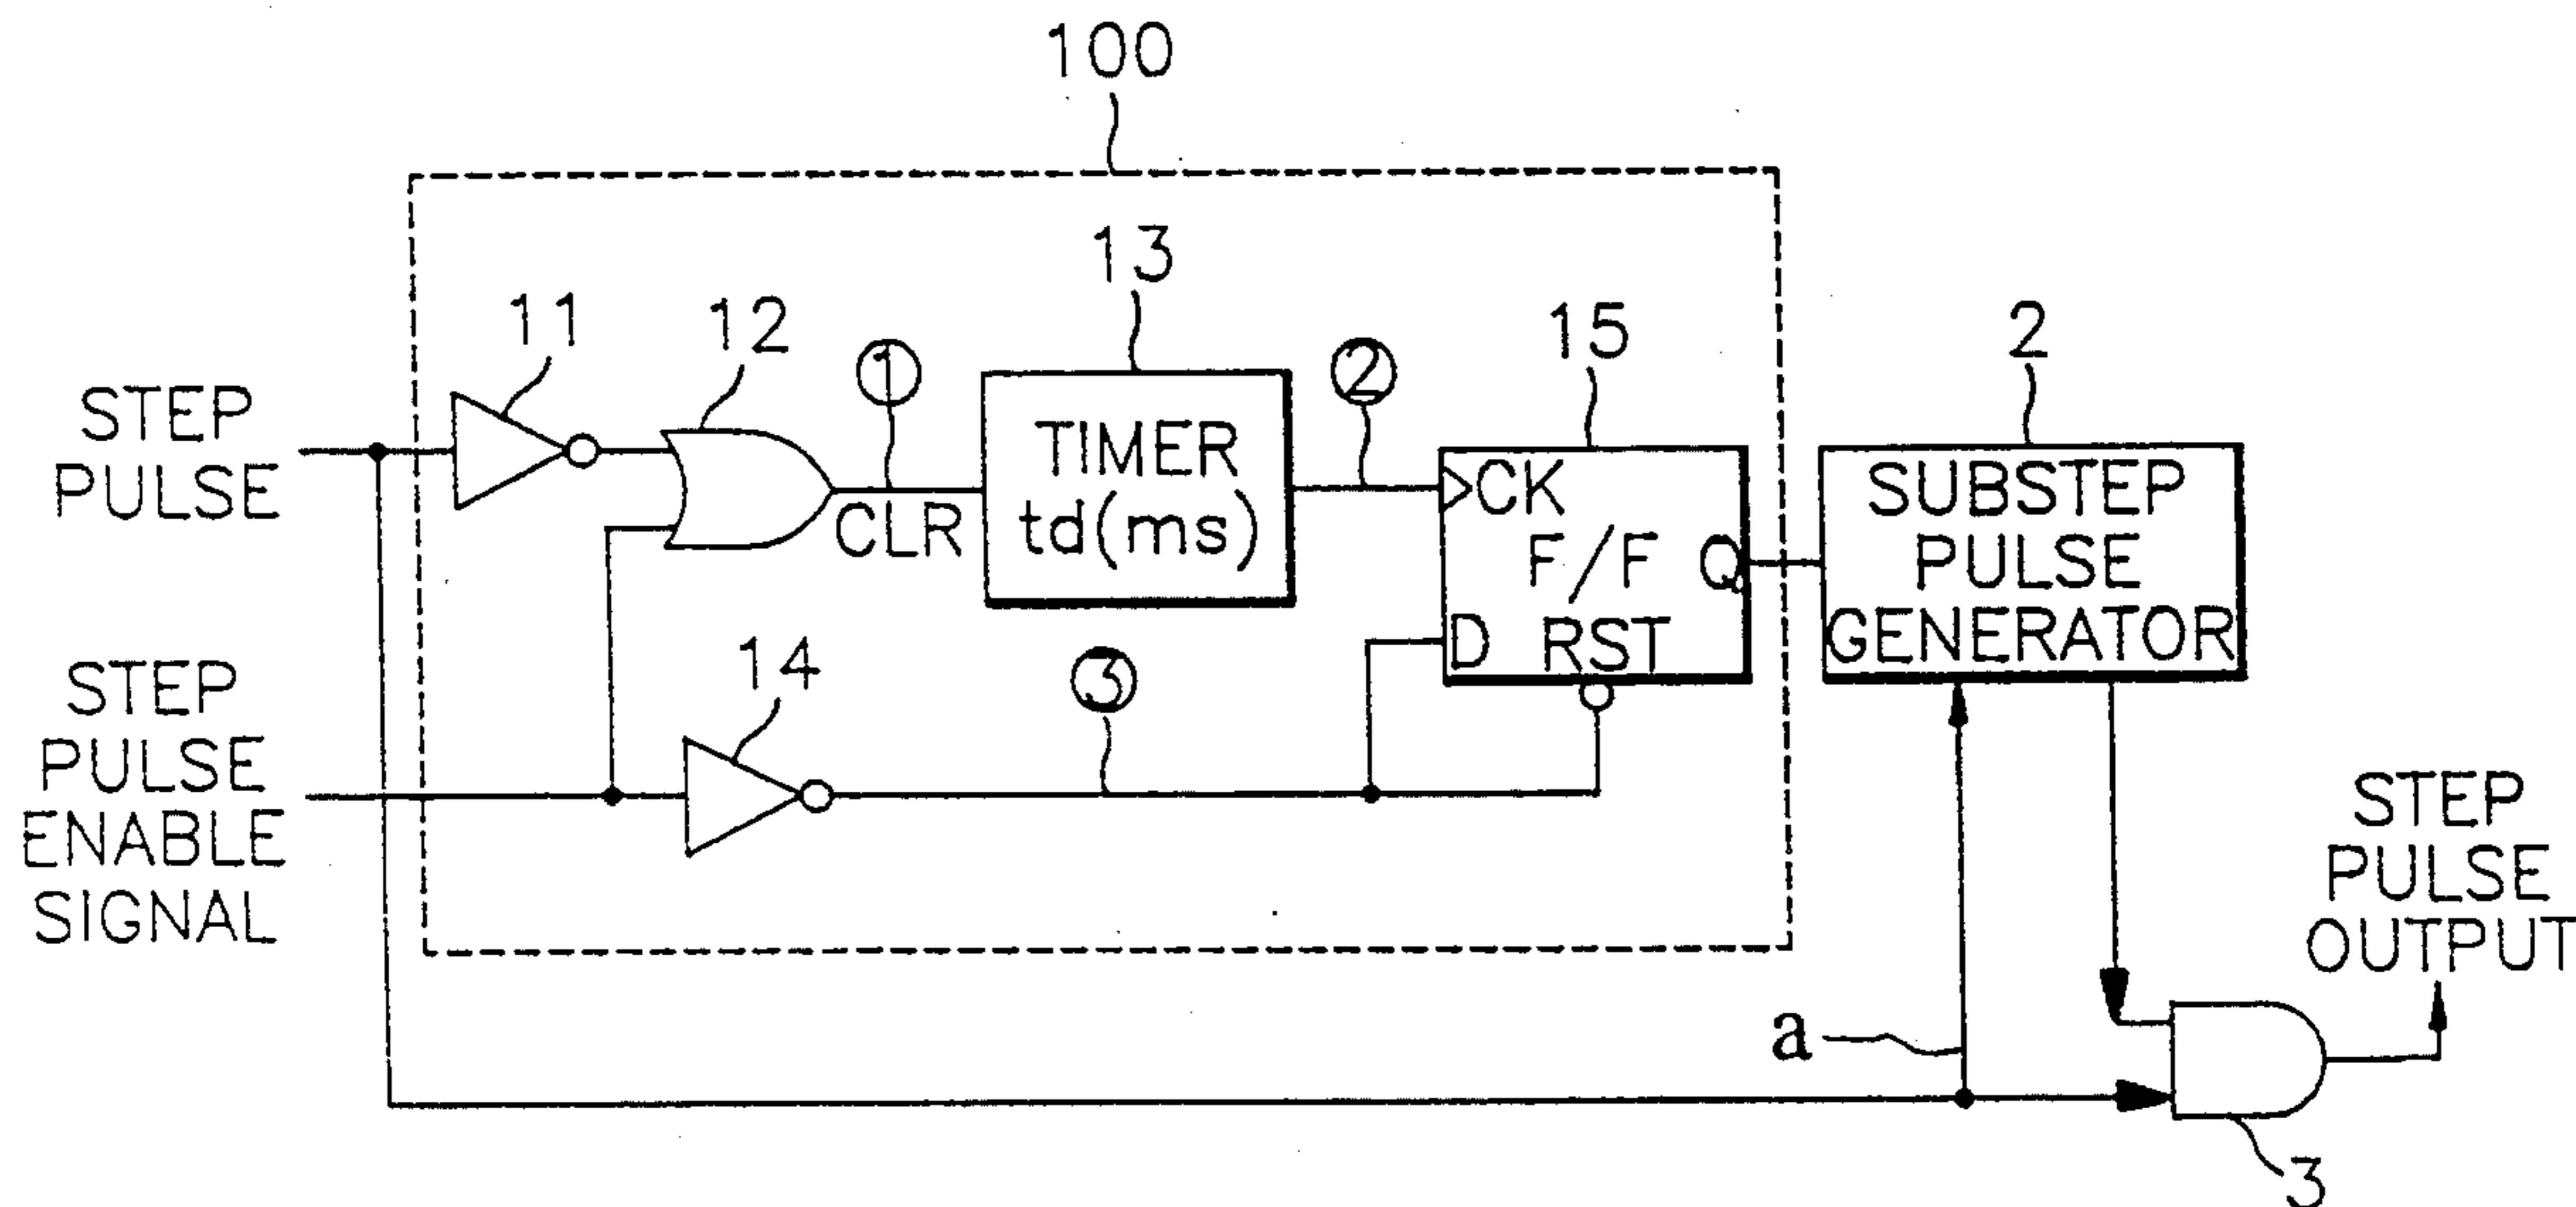 100
13
11
12
①
②
15
2
STEP
PULSE
TIMER
td(ms)
CLR
CK
F/F
Q
D
RST
SUBSTEP
PULSE
GENERATOR
14
③
STEP
PULSE
ENABLE
SIGNAL
STEP
PULSE
OUTPUT
a
3